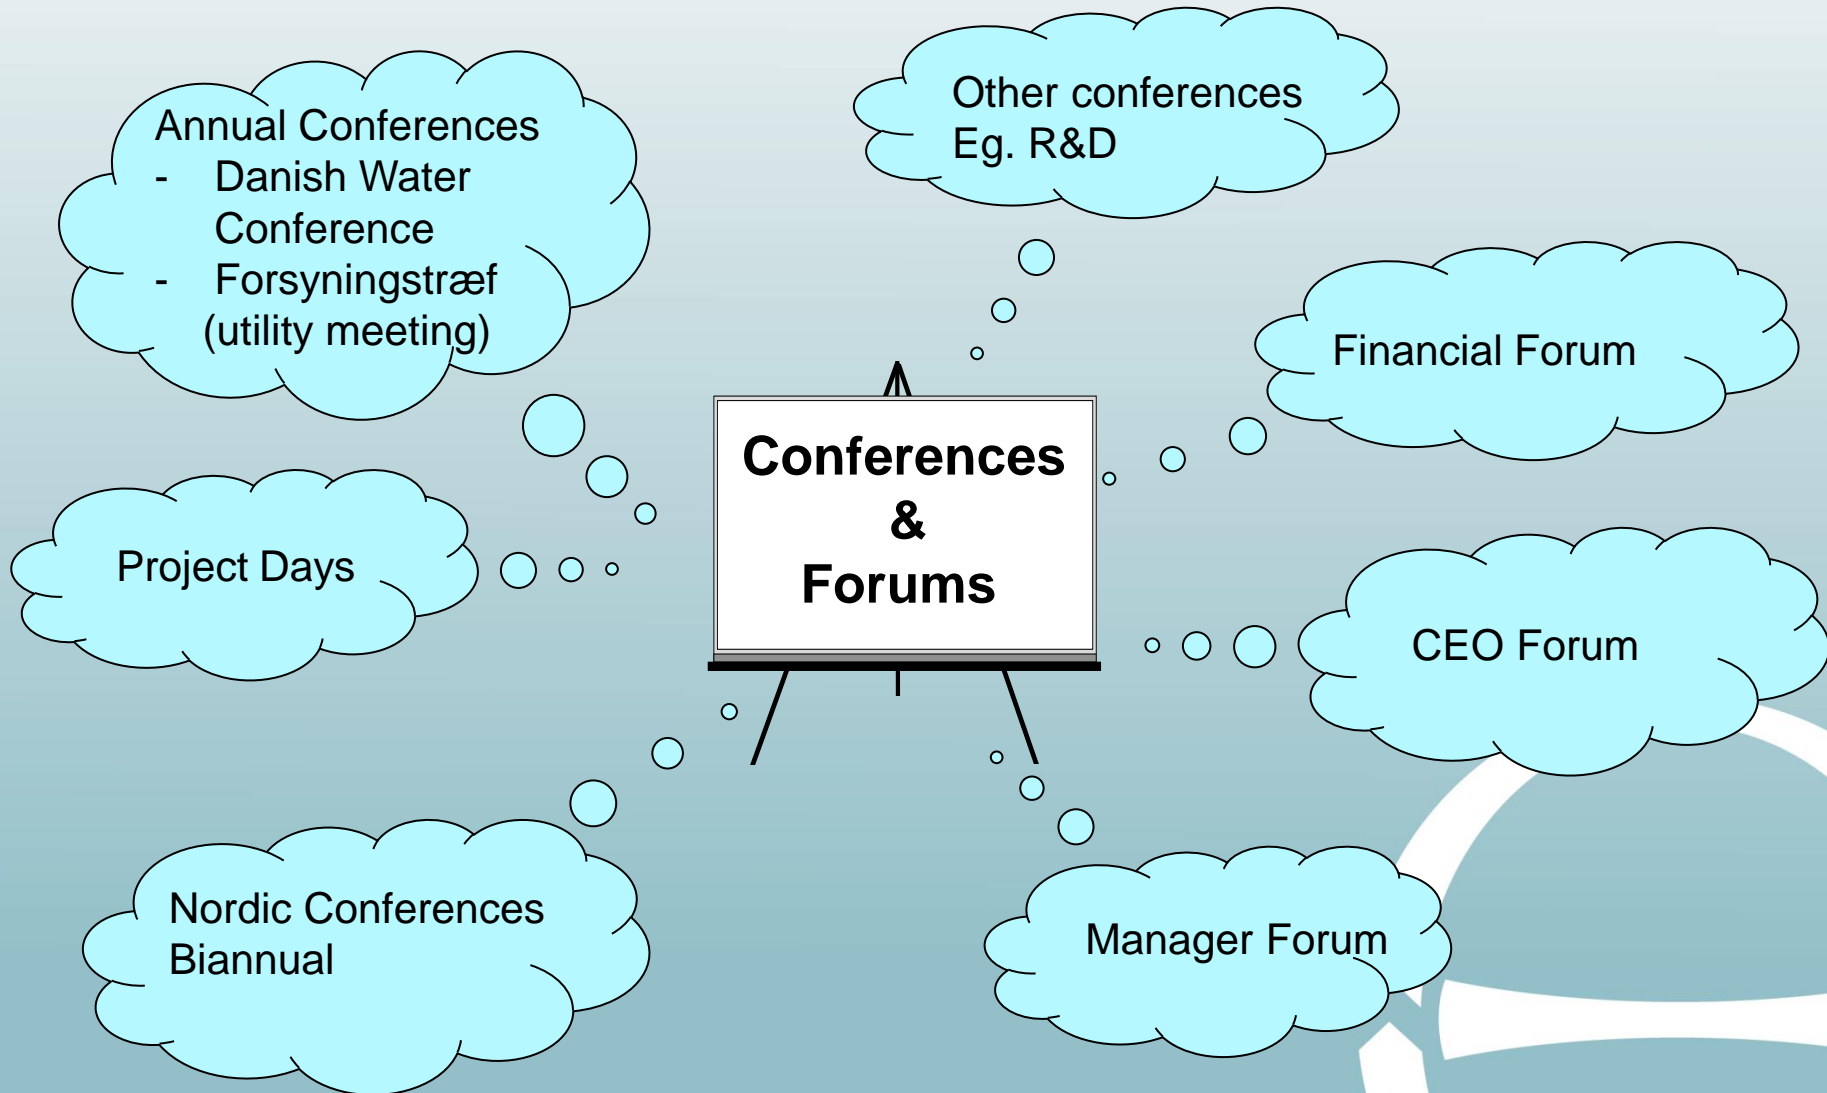 Annual Conferences
- Danish Water
Conference
- Forsyningstræf
(utility meeting)
Other conferences
Eg. R&D
Financial Forum
Conferences
&
Forums
Project Days
CEO Forum
Nordic Conferences
Biannual
Manager Forum